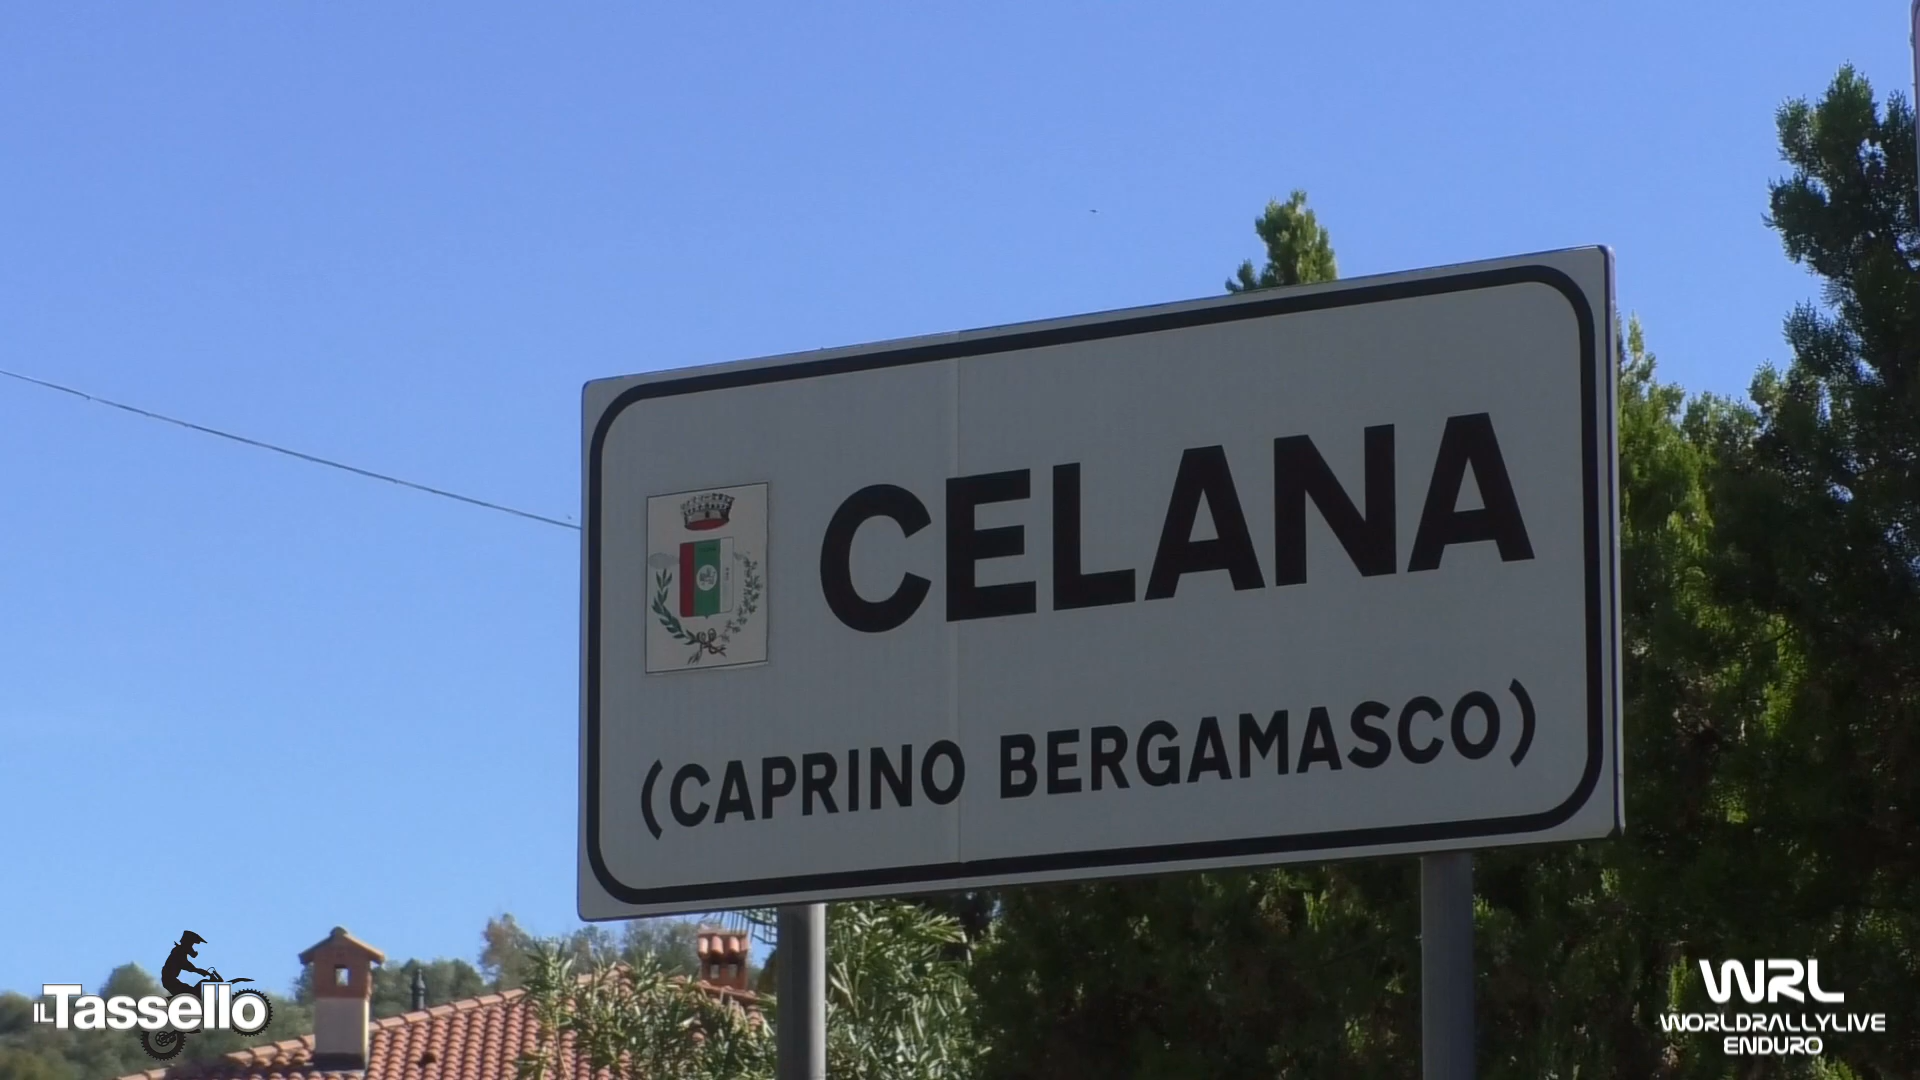 CELANA
(CAPRINO BERGAMASCO)
IL Tassello
WRL
WORLDRALLYLIVE
ENDURO